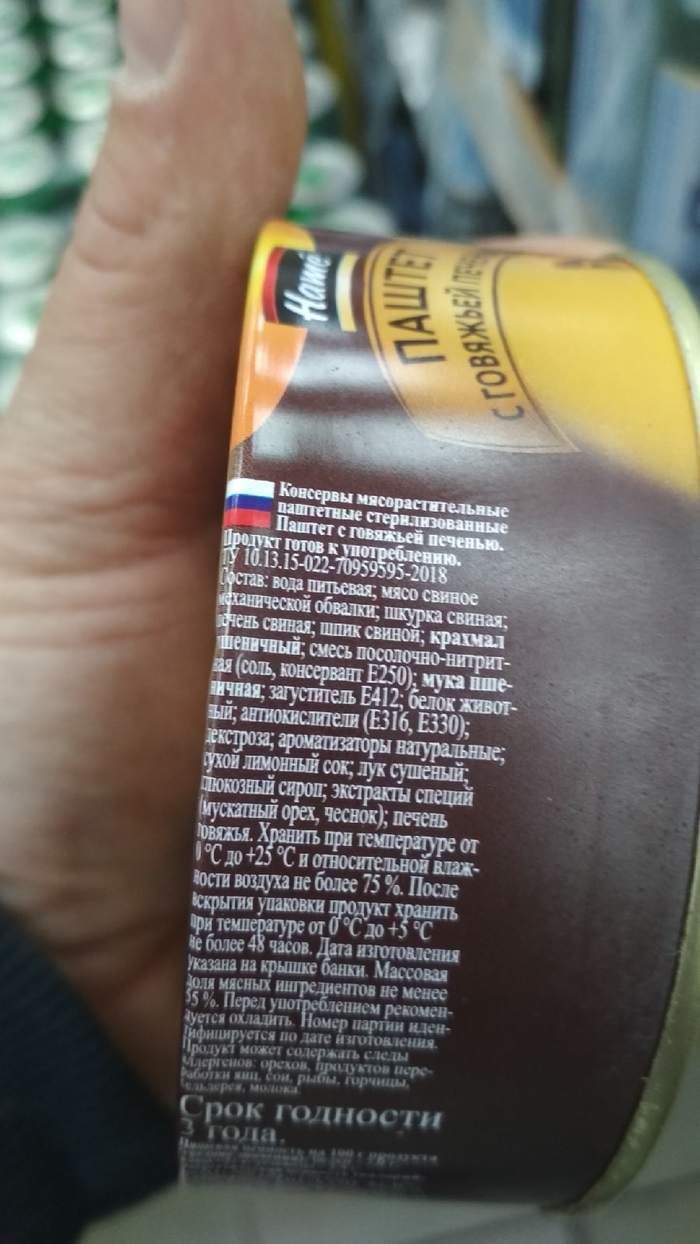 Hamé
ПАШТЕТ
С ГОВЯЖЬЕЙ
Консервы мясорастительные
паштетные стерилизованные
Паштет с говяжьей печенью.
Продукт готов к употреблению.
ТУ 10.13.15-022-70959595-2018
Состав: вода питьевая; мясо свиное
механической обвалки; шкурка свиная;
печень свиная; шпик свиной; крахмал
пшеничный; смесь посолочно-нитрит-
ная (соль, консервант Е250); мука пше-
ничная; загуститель Е412; белок живот-
ный; антиокислители (Е316, Е330);
декстроза; ароматизаторы натуральные;
сухой лимонный сок; лук сушеный;
глюкозный сироп; экстракты специй
(мускатный орех, чеснок); печень
говяжья. Хранить при температуре от
0 °С до +25 °С и относительной влаж-
ности воздуха не более 75 %. После
вскрытия упаковки продукт хранить
при температуре от 0 °С до +5 °С
не более 48 часов. Дата изготовления
указана на крышке банки. Массовая
доля мясных ингредиентов не менее
55 %. Перед употреблением рекомен-
дуется охладить. Номер партии иден-
тифицируется по дате изготовления.
Продукт может содержать следы
аллергенов: орехов, продуктов пере-
работки яиц, сои, рыбы, горчицы,
сельдерея, молока.
Срок годности
3 года.